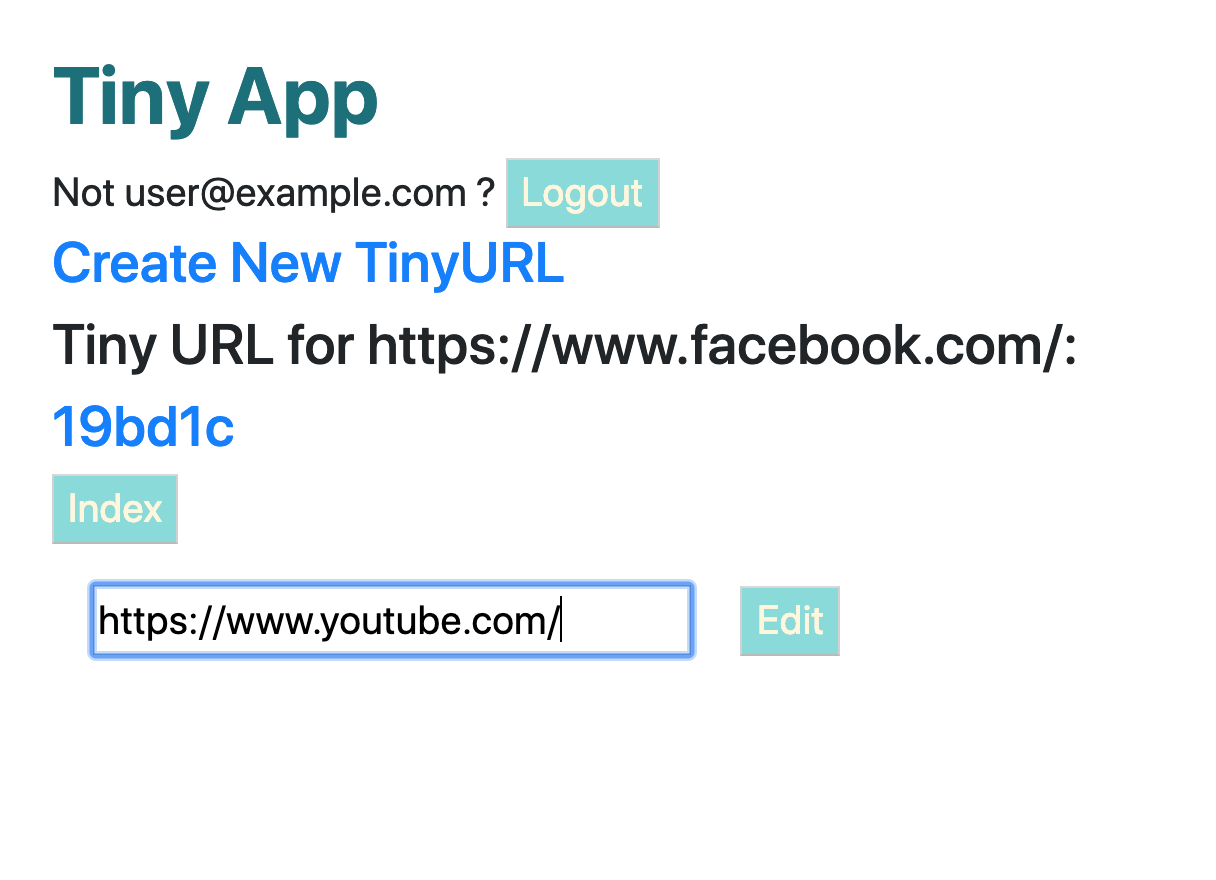 Tiny App
Not user@example.com ? Logout
Create New TinyURL
Tiny URL for https://www.facebook.com/:
19bd1c
Index
https://www.youtube.com/ Edit